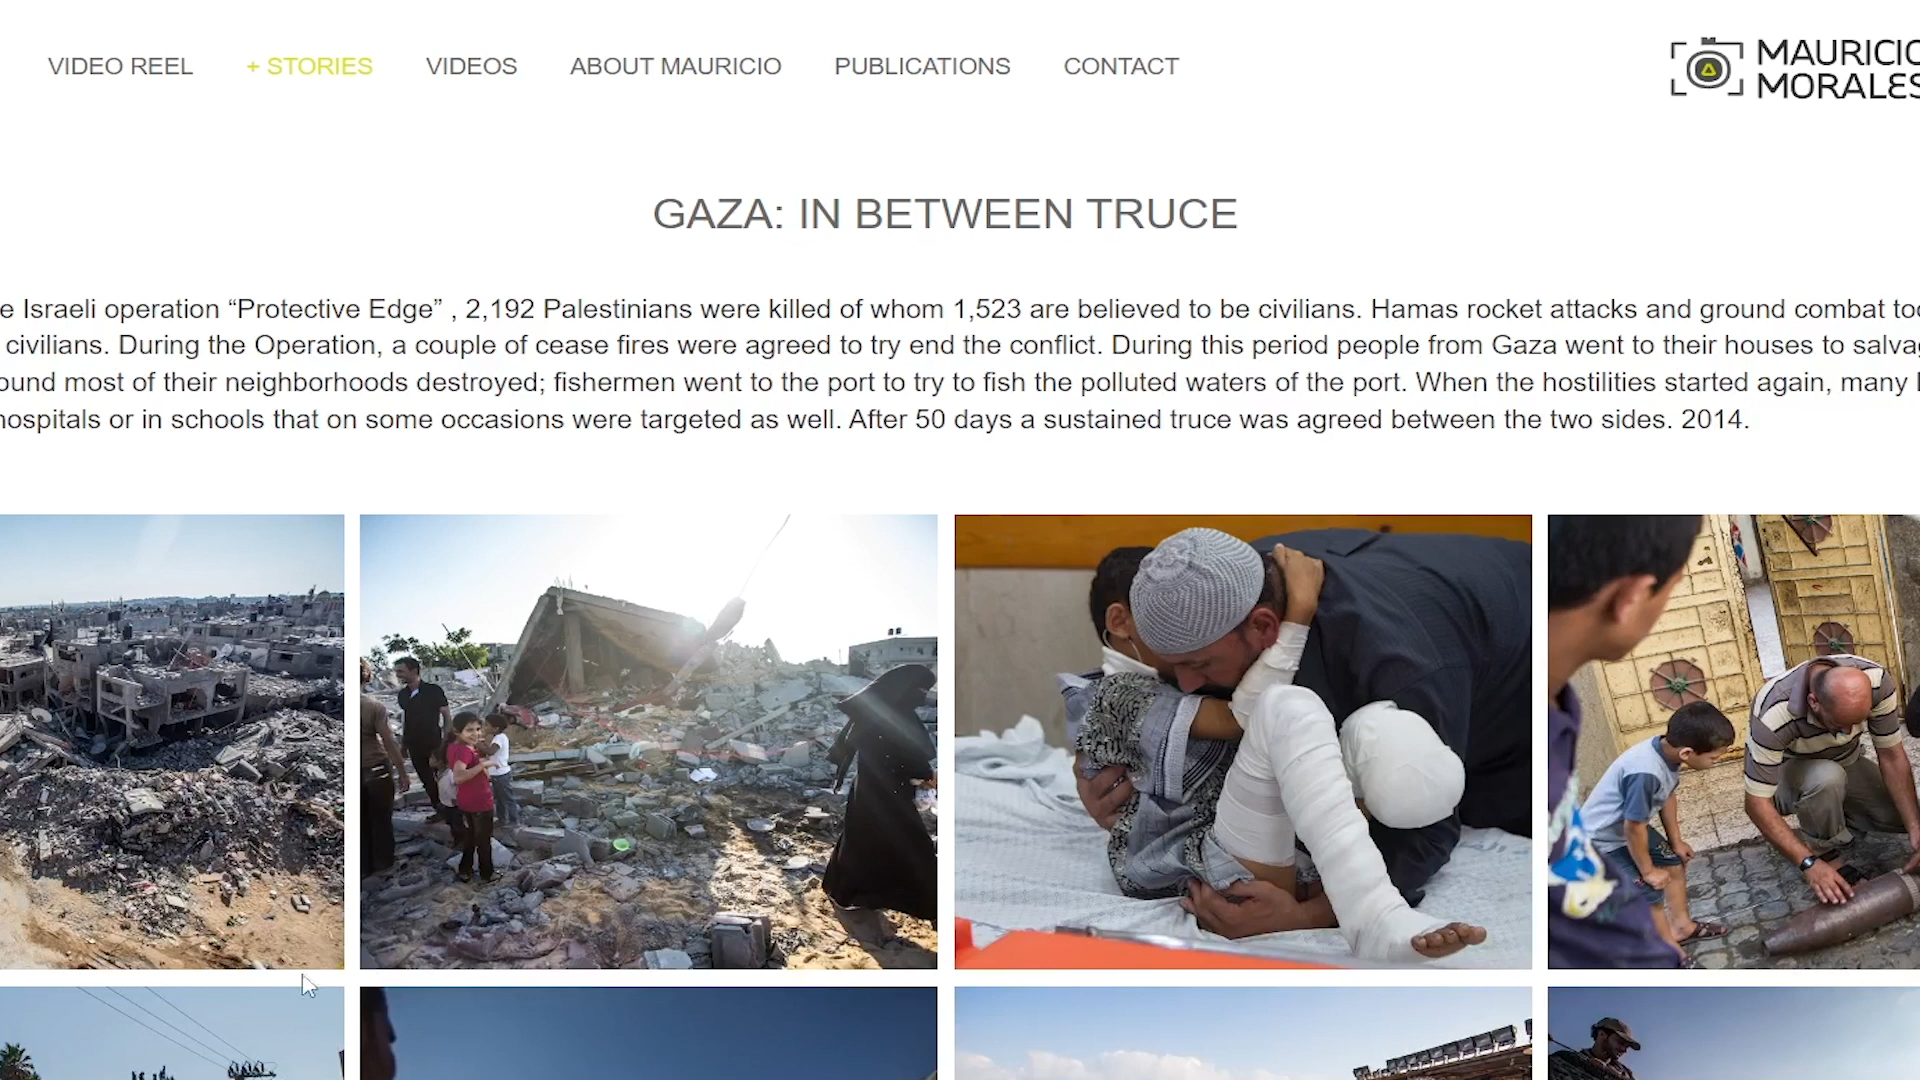 VIDEO REEL + STORIES VIDEOS ABOUT MAURICIO PUBLICATIONS CONTACT
MAURICIO
MORALES
GAZA: IN BETWEEN TRUCE
Israeli operation “Protective Edge” , 2,192 Palestinians were killed of whom 1,523 are believed to be civilians. Hamas rocket attacks and ground combat
civilians. During the Operation, a couple of cease fires were agreed to try end the conflict. During this period people from Gaza went to their houses to
most of their neighborhoods destroyed; fishermen went to the port to try to fish the polluted waters of the port. When the hostilities started again, many
hospitals or in schools that on some occasions were targeted as well. After 50 days a sustained truce was agreed between the two sides. 2014.